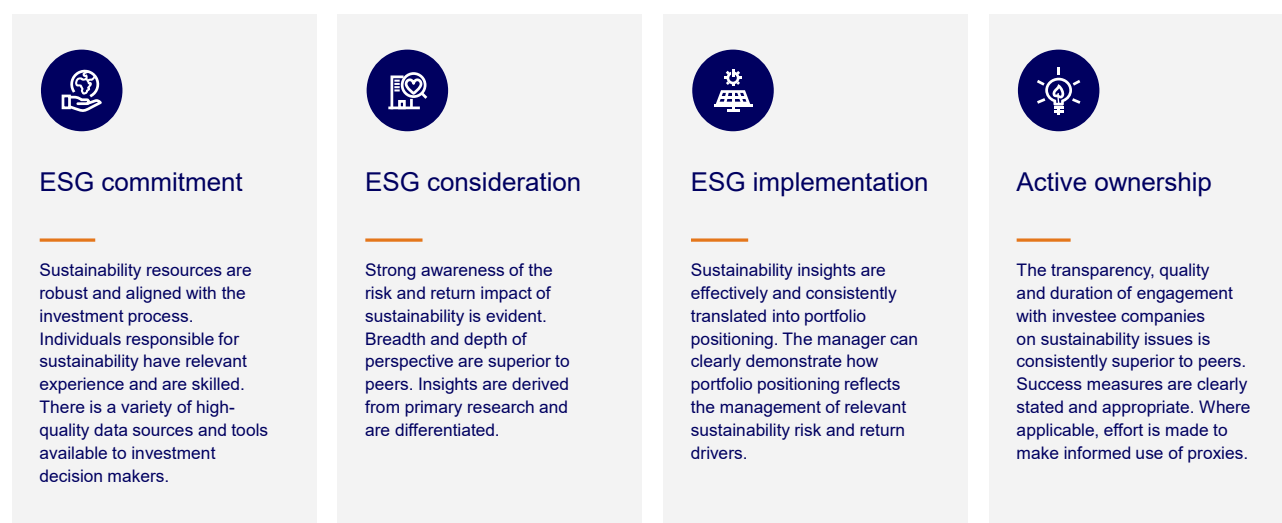 ESG commitment
Sustainability resources are
robust and aligned with the
investment process.
Individuals responsible for
sustainability have relevant
experience and are skilled.
There is a variety of high-
quality data sources and tools
available to investment
decision makers.
ESG consideration
Strong awareness of the
risk and return impact of
sustainability is evident.
Breadth and depth of
perspective are superior to
peers. Insights are derived
from primary research and
are differentiated.
ESG implementation
Sustainability insights are
effectively and consistently
translated into portfolio
positioning. The manager can
clearly demonstrate how
portfolio positioning reflects
the management of relevant
sustainability risk and return
drivers.
Active ownership
The transparency, quality
and duration of engagement
with investee companies
on sustainability issues is
consistently superior to peers.
Success measures are clearly
stated and appropriate. Where
applicable, effort is made to
make informed use of proxies.